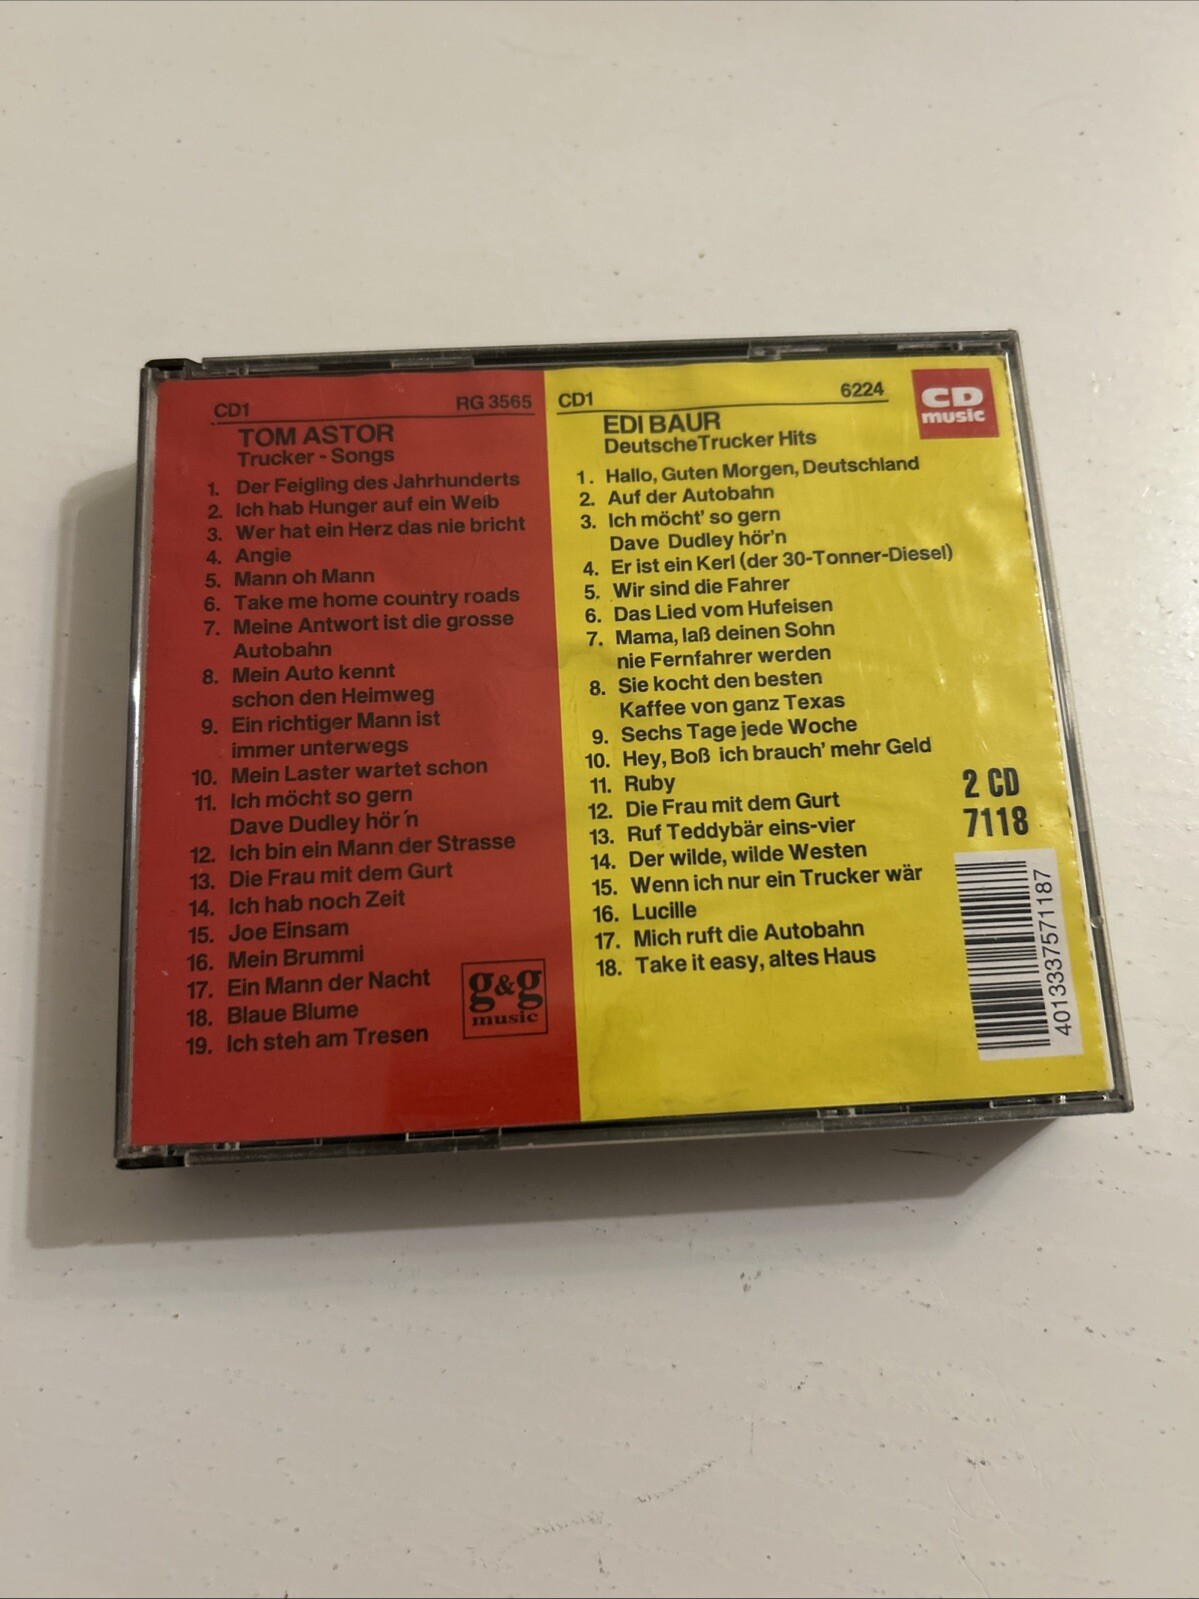 CD1 RG 3565
TOM ASTOR
Trucker - Songs
1. Der Feigling des Jahrhunderts
2. Ich hab Hunger auf ein Weib
3. Wer hat ein Herz das nie bricht
4. Angie
5. Mann oh Mann
6. Take me home country roads
7. Meine Antwort ist die grosse
Autobahn
8. Mein Auto kennt
schon den Heimweg
9. Ein richtiger Mann ist
immer unterwegs
10. Mein Laster wartet schon
11. Ich möcht so gern
Dave Dudley hör´n
12. Ich bin ein Mann der Strasse
13. Die Frau mit dem Gurt
14. Ich hab noch Zeit
15. Joe Einsam
16. Mein Brummi
17. Ein Mann der Nacht
18. Blaue Blume
19. Ich steh am Tresen
g&g
music
CD1 6224
CD
music
EDI BAUR
DeutscheTrucker Hits
1. Hallo, Guten Morgen, Deutschland
2. Auf der Autobahn
3. Ich möcht' so gern
Dave Dudley hör'n
4. Er ist ein Kerl (der 30-Tonner-Diesel)
5. Wir sind die Fahrer
6. Das Lied vom Hufeisen
7. Mama, laß deinen Sohn
nie Fernfahrer werden
8. Sie kocht den besten
Kaffee von ganz Texas
9. Sechs Tage jede Woche
10. Hey, Boß ich brauch' mehr Geld
11. Ruby
12. Die Frau mit dem Gurt
13. Ruf Teddybär eins-vier
14. Der wilde, wilde Westen
15. Wenn ich nur ein Trucker wär
16. Lucille
17. Mich ruft die Autobahn
18. Take it easy, altes Haus
2 CD
7118
4013337571187